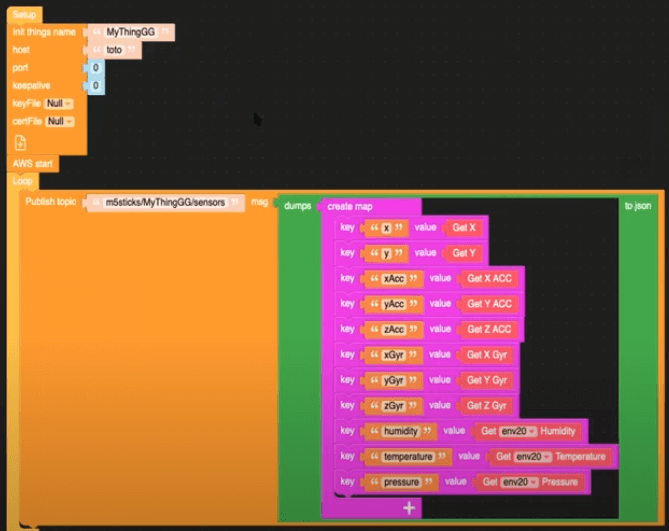 Setup
Init things name “ MyThingGG ”
host “ toto ”
port 0
keepalive 0
keyFile Null
certFile Null
AWS start
Loop
Publish topic “ m5sticks/MyThingGG/sensors ” msg dumps create map to json
key “ x ” value Get X
key “ y ” value Get Y
key “ xAcc ” value Get X ACC
key “ yAcc ” value Get Y ACC
key “ zAcc ” value Get Z ACC
key “ xGyr ” value Get X Gyr
key “ yGyr ” value Get Y Gyr
key “ zGyr ” value Get Z Gyr
key “ humidity ” value Get env20 Humidity
key “ temperature ” value Get env20 Temperature
key “ pressure ” value Get env20 Pressure
+